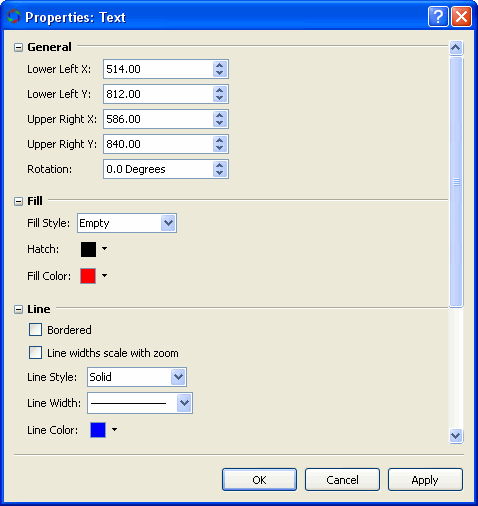 Properties: Text
General
Lower Left X: 514.00
Lower Left Y: 812.00
Upper Right X: 586.00
Upper Right Y: 840.00
Rotation: 0.0 Degrees
Fill
Fill Style: Empty
Hatch:
Fill Color:
Line
Bordered
Line widths scale with zoom
Line Style: Solid
Line Width:
Line Color:
OK Cancel Apply